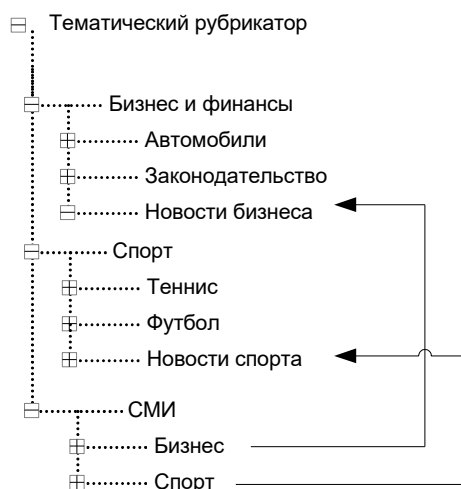 Тематический рубрикатор
Бизнес и финансы
Автомобили
Законодательство
Новости бизнеса
Спорт
Теннис
Футбол
Новости спорта
СМИ
Бизнес
Спорт